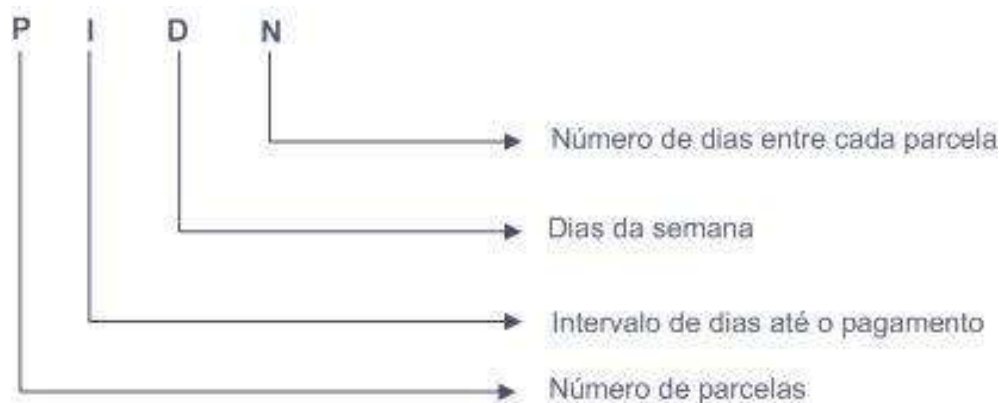 P I D N
Número de dias entre cada parcela
Dias da semana
Intervalo de dias até o pagamento
Número de parcelas